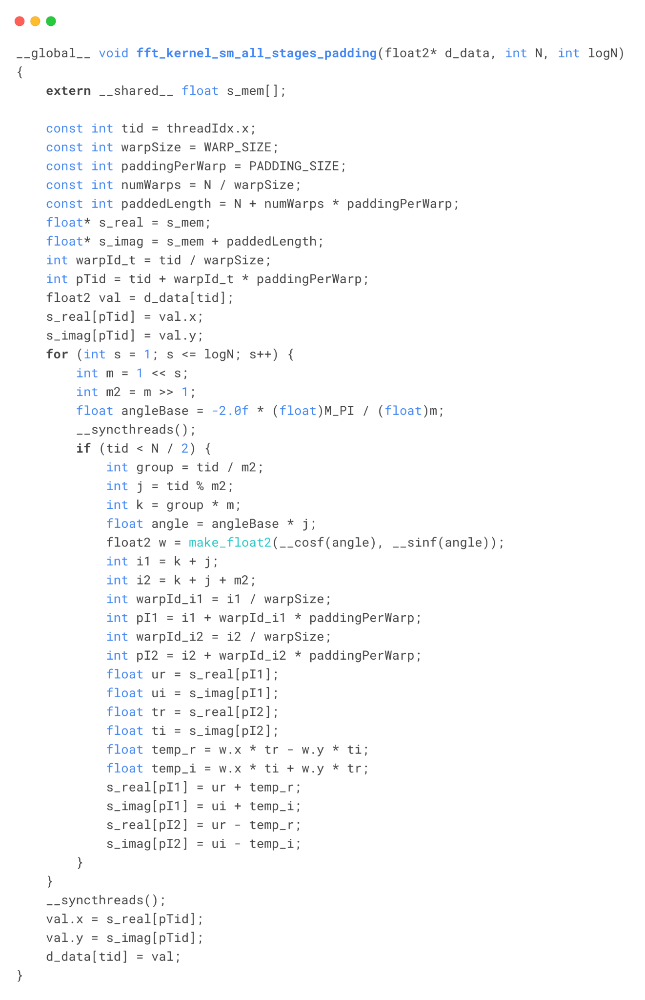 __global__ void fft_kernel_sm_all_stages_padding(float2* d_data, int N, int logN)
{
    extern __shared__ float s_mem[];

    const int tid = threadIdx.x;
    const int warpSize = WARP_SIZE;
    const int paddingPerWarp = PADDING_SIZE;
    const int numWarps = N / warpSize;
    const int paddedLength = N + numWarps * paddingPerWarp;
    float* s_real = s_mem;
    float* s_imag = s_mem + paddedLength;
    int warpId_t = tid / warpSize;
    int pTid = tid + warpId_t * paddingPerWarp;
    float2 val = d_data[tid];
    s_real[pTid] = val.x;
    s_imag[pTid] = val.y;
    for (int s = 1; s <= logN; s++) {
        int m = 1 << s;
        int m2 = m >> 1;
        float angleBase = -2.0f * (float)M_PI / (float)m;
        __syncthreads();
        if (tid < N / 2) {
            int group = tid / m2;
            int j = tid % m2;
            int k = group * m;
            float angle = angleBase * j;
            float2 w = make_float2(__cosf(angle), __sinf(angle));
            int i1 = k + j;
            int i2 = k + j + m2;
            int warpId_i1 = i1 / warpSize;
            int pI1 = i1 + warpId_i1 * paddingPerWarp;
            int warpId_i2 = i2 / warpSize;
            int pI2 = i2 + warpId_i2 * paddingPerWarp;
            float ur = s_real[pI1];
            float ui = s_imag[pI1];
            float tr = s_real[pI2];
            float ti = s_imag[pI2];
            float temp_r = w.x * tr - w.y * ti;
            float temp_i = w.x * ti + w.y * tr;
            s_real[pI1] = ur + temp_r;
            s_imag[pI1] = ui + temp_i;
            s_real[pI2] = ur - temp_r;
            s_imag[pI2] = ui - temp_i;
        }
    }
    __syncthreads();
    val.x = s_real[pTid];
    val.y = s_imag[pTid];
    d_data[tid] = val;
}